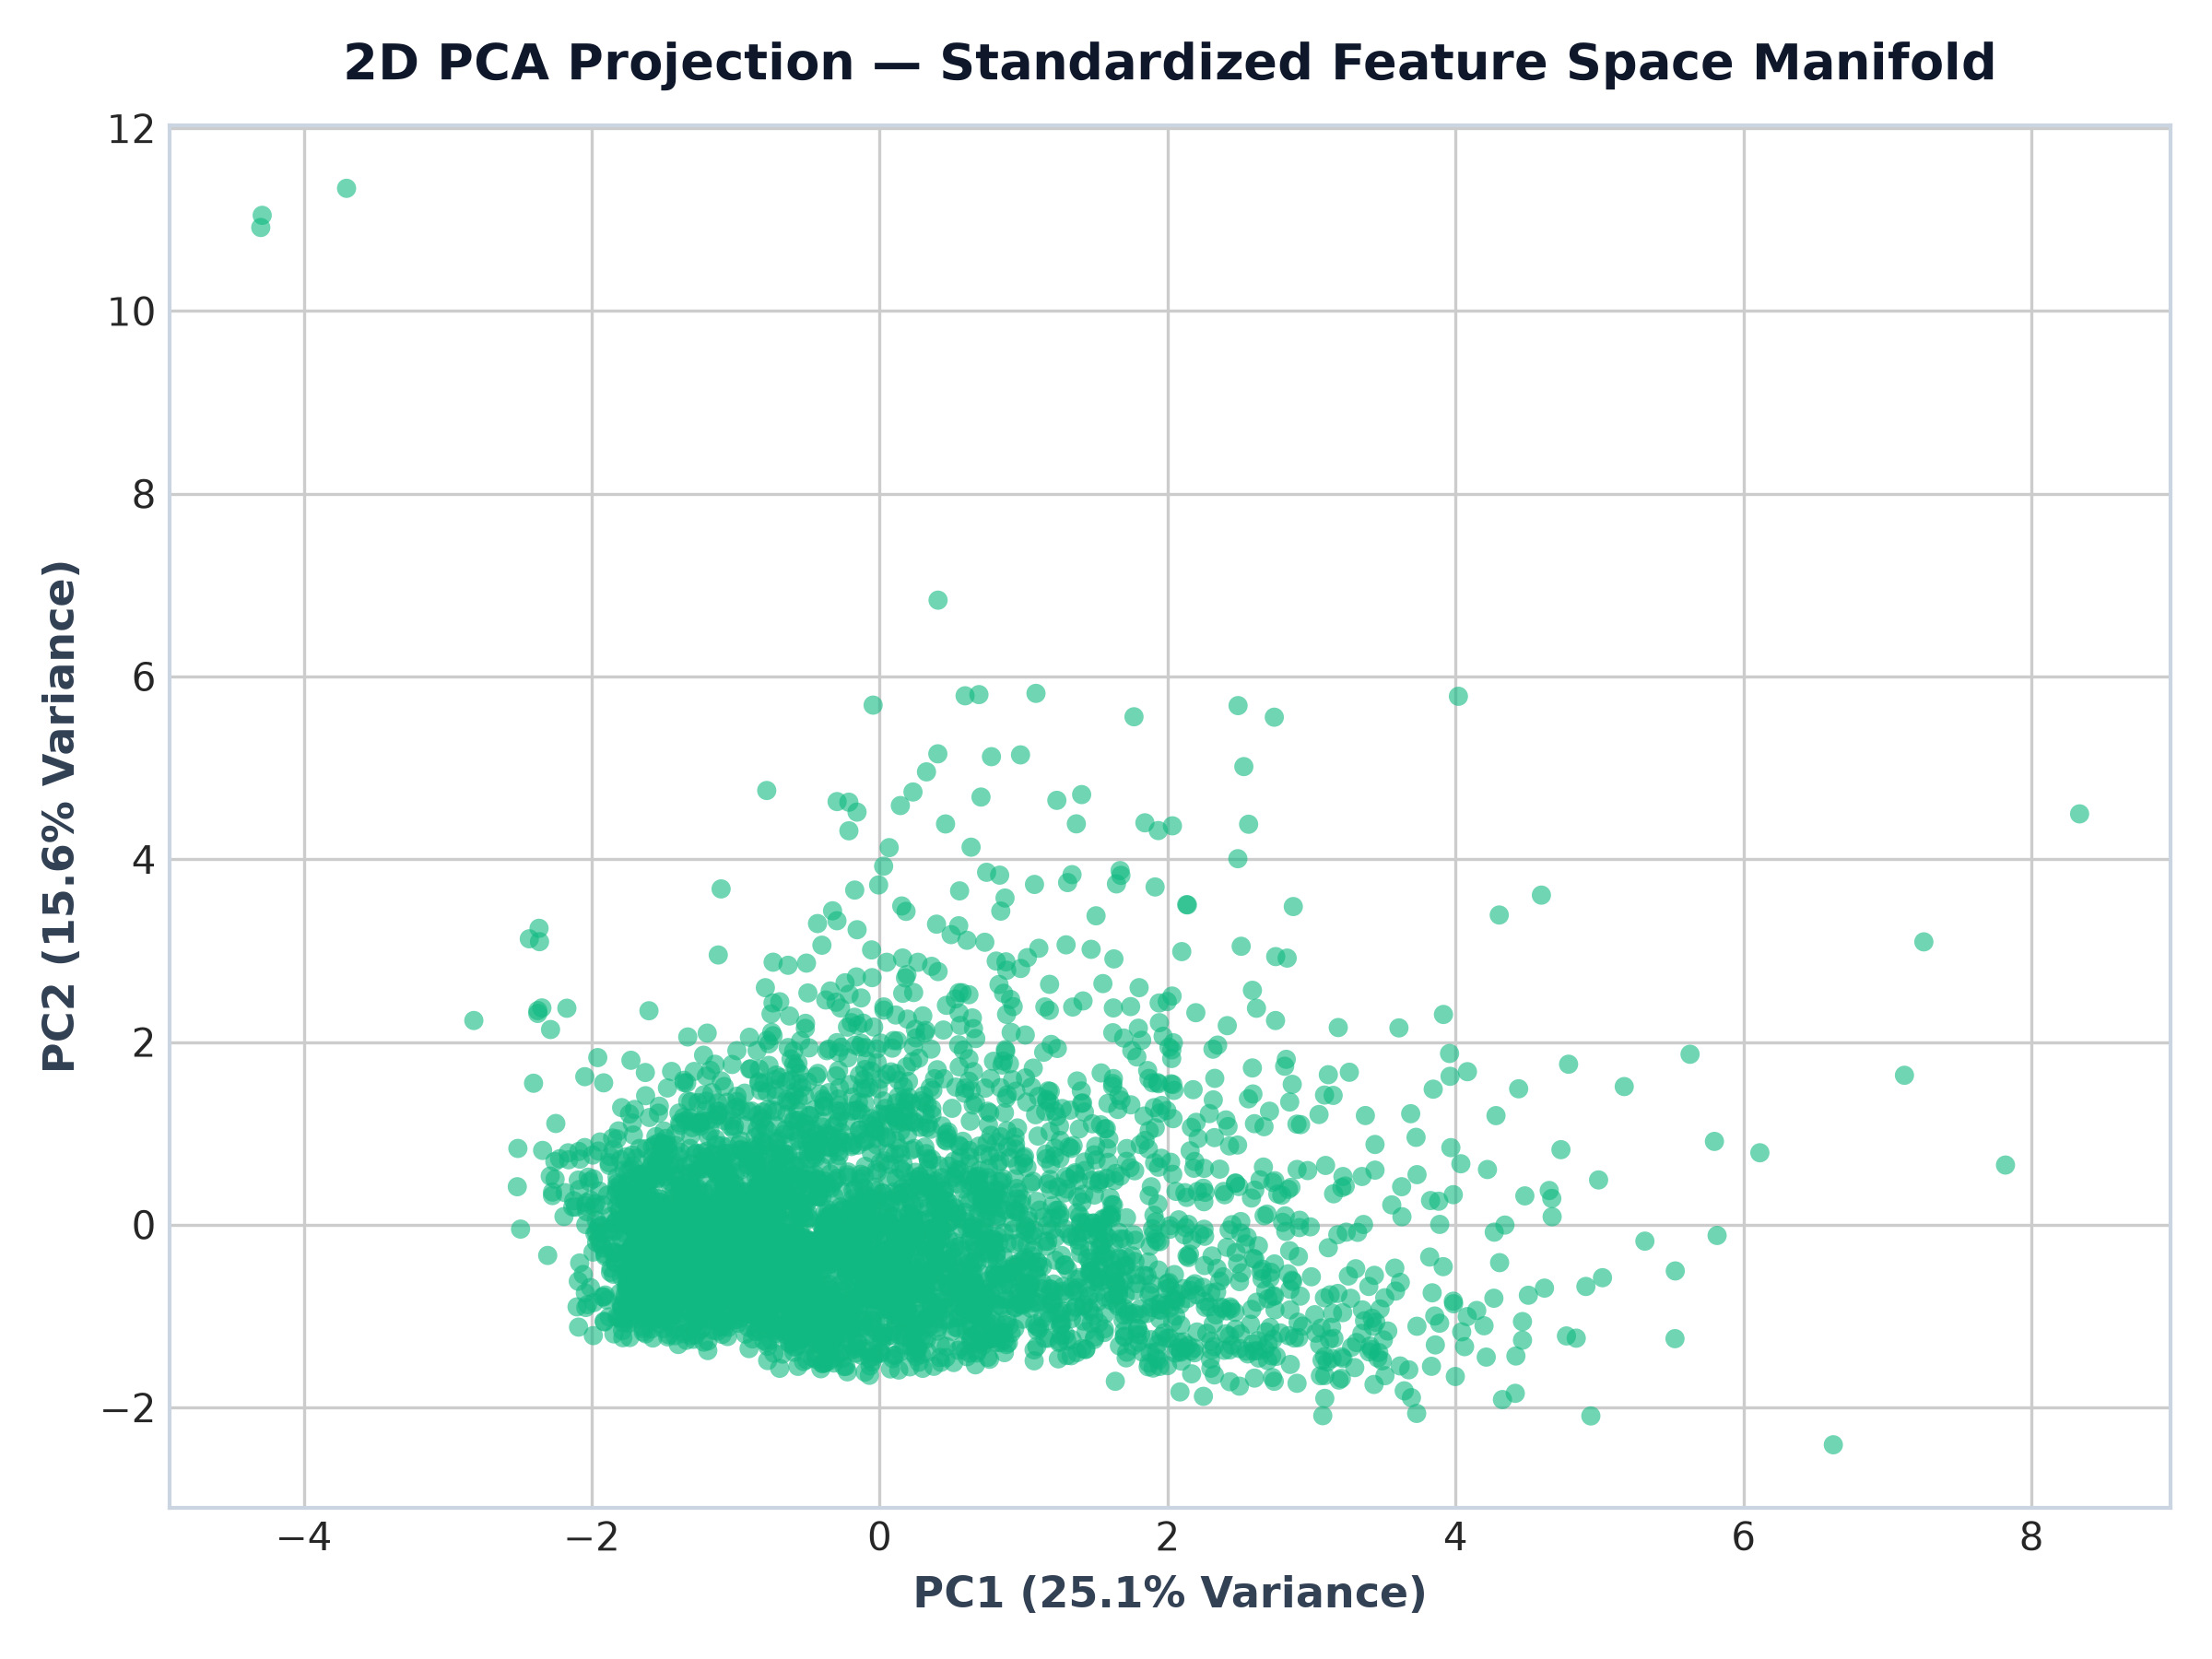 2D PCA Projection — Standardized Feature Space Manifold
12
10
8
6
4
2
0
−2
PC2 (15.6% Variance)
−4 −2 0 2 4 6 8
PC1 (25.1% Variance)